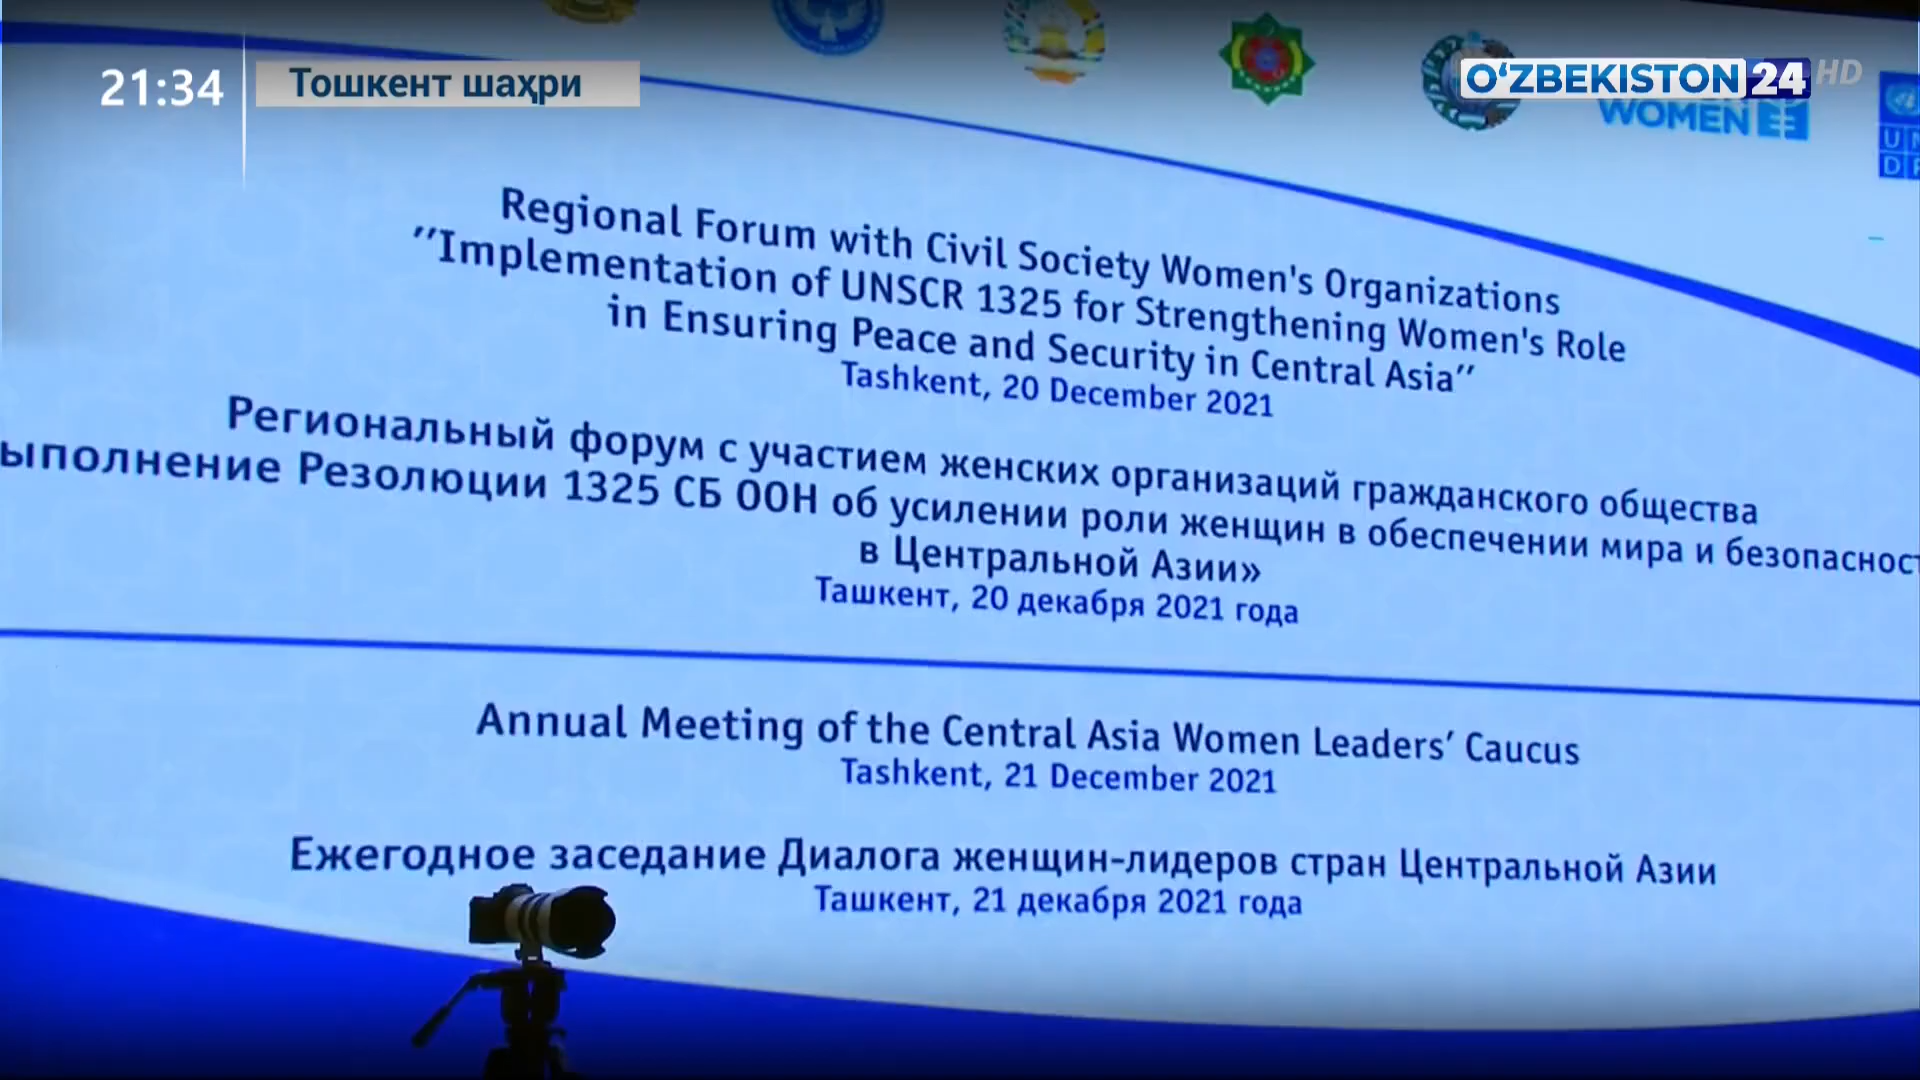 21:34
Тошкент шаҳри
O‘ZBEKISTON 24 HD
WOMEN
Regional Forum with Civil Society Women's Organizations
’’Implementation of UNSCR 1325 for Strengthening Women's Role
in Ensuring Peace and Security in Central Asia’’
Tashkent, 20 December 2021
Региональный форум с участием женских организаций гражданского общества
ыполнение Резолюции 1325 СБ ООН об усилении роли женщин в обеспечении мира и безопасност
в Центральной Азии»
Ташкент, 20 декабря 2021 года
Annual Meeting of the Central Asia Women Leaders’ Caucus
Tashkent, 21 December 2021
Ежегодное заседание Диалога женщин-лидеров стран Центральной Азии
Ташкент, 21 декабря 2021 года